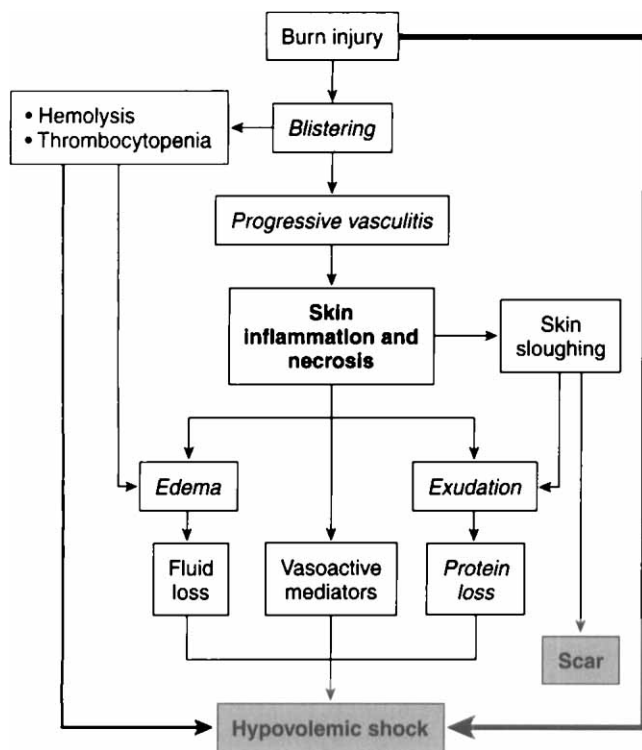 Burn injury
• Hemolysis
• Thrombocytopenia
Blistering
Progressive vasculitis
Skin
inflammation and
necrosis
Skin
sloughing
Edema
Exudation
Fluid
loss
Vasoactive
mediators
Protein
loss
Scar
Hypovolemic shock